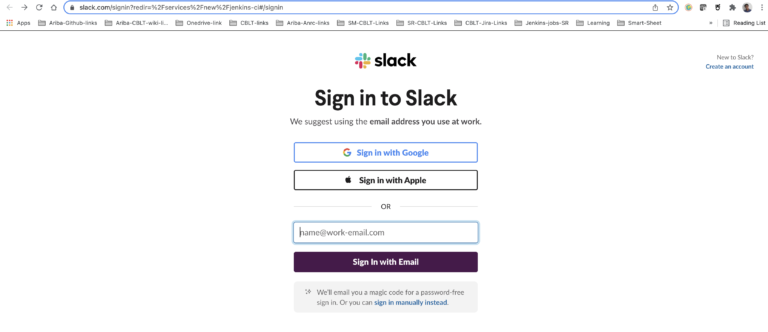 slack.com/signin?redir=%2Fservices%2Fnew%2Fjenkins-ci#/signin
Apps Ariba-Github-links Ariba-CBLT-wiki-li... Onedrive-link CBLT-links Ariba-Anrc-links SM-CBLT-Links SR-CBLT-Links CBLT-Jira-Links Jenkins-jobs-SR Learning Smart-Sheet » Reading List
slack
New to Slack?
Create an account
Sign in to Slack
We suggest using the email address you use at work.
Sign in with Google
Sign in with Apple
OR
name@work-email.com
Sign In with Email
We'll email you a magic code for a password-free
sign in. Or you can sign in manually instead.